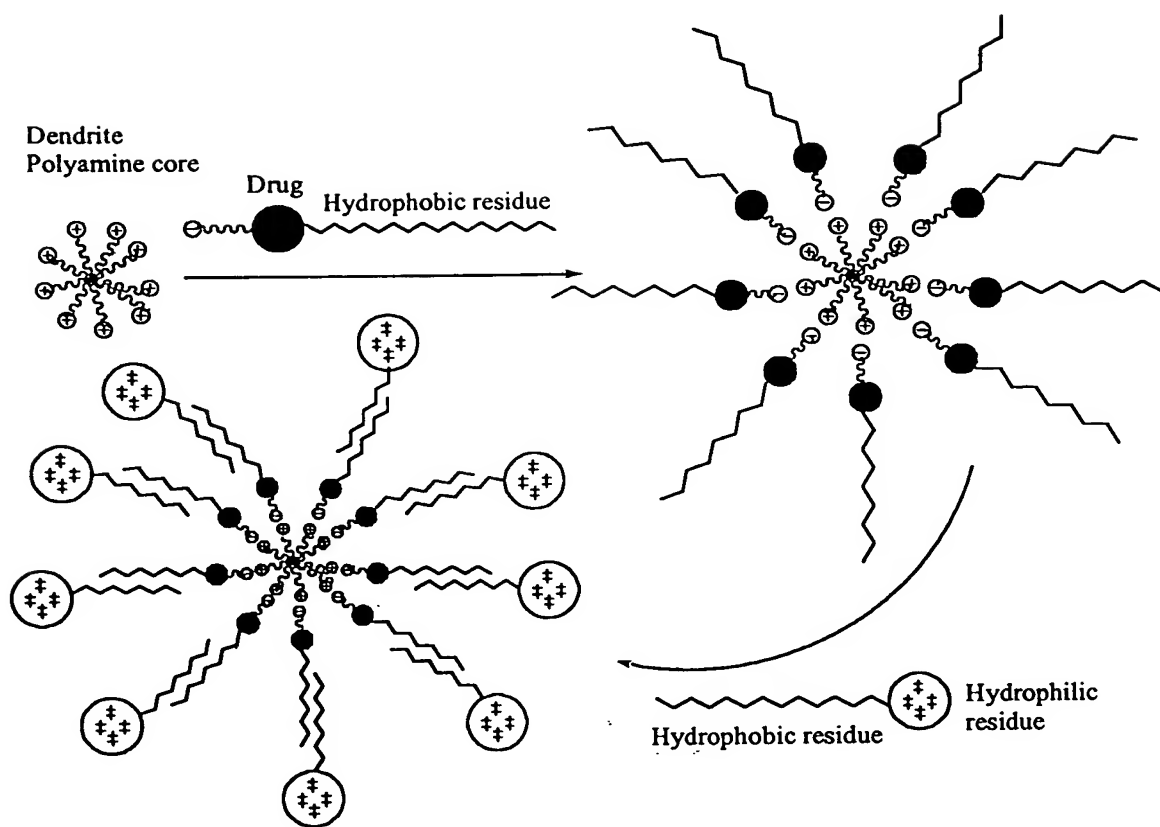 Dendrite
Polyamine core
Drug
Hydrophobic residue
Hydrophobic residue
Hydrophilic
residue